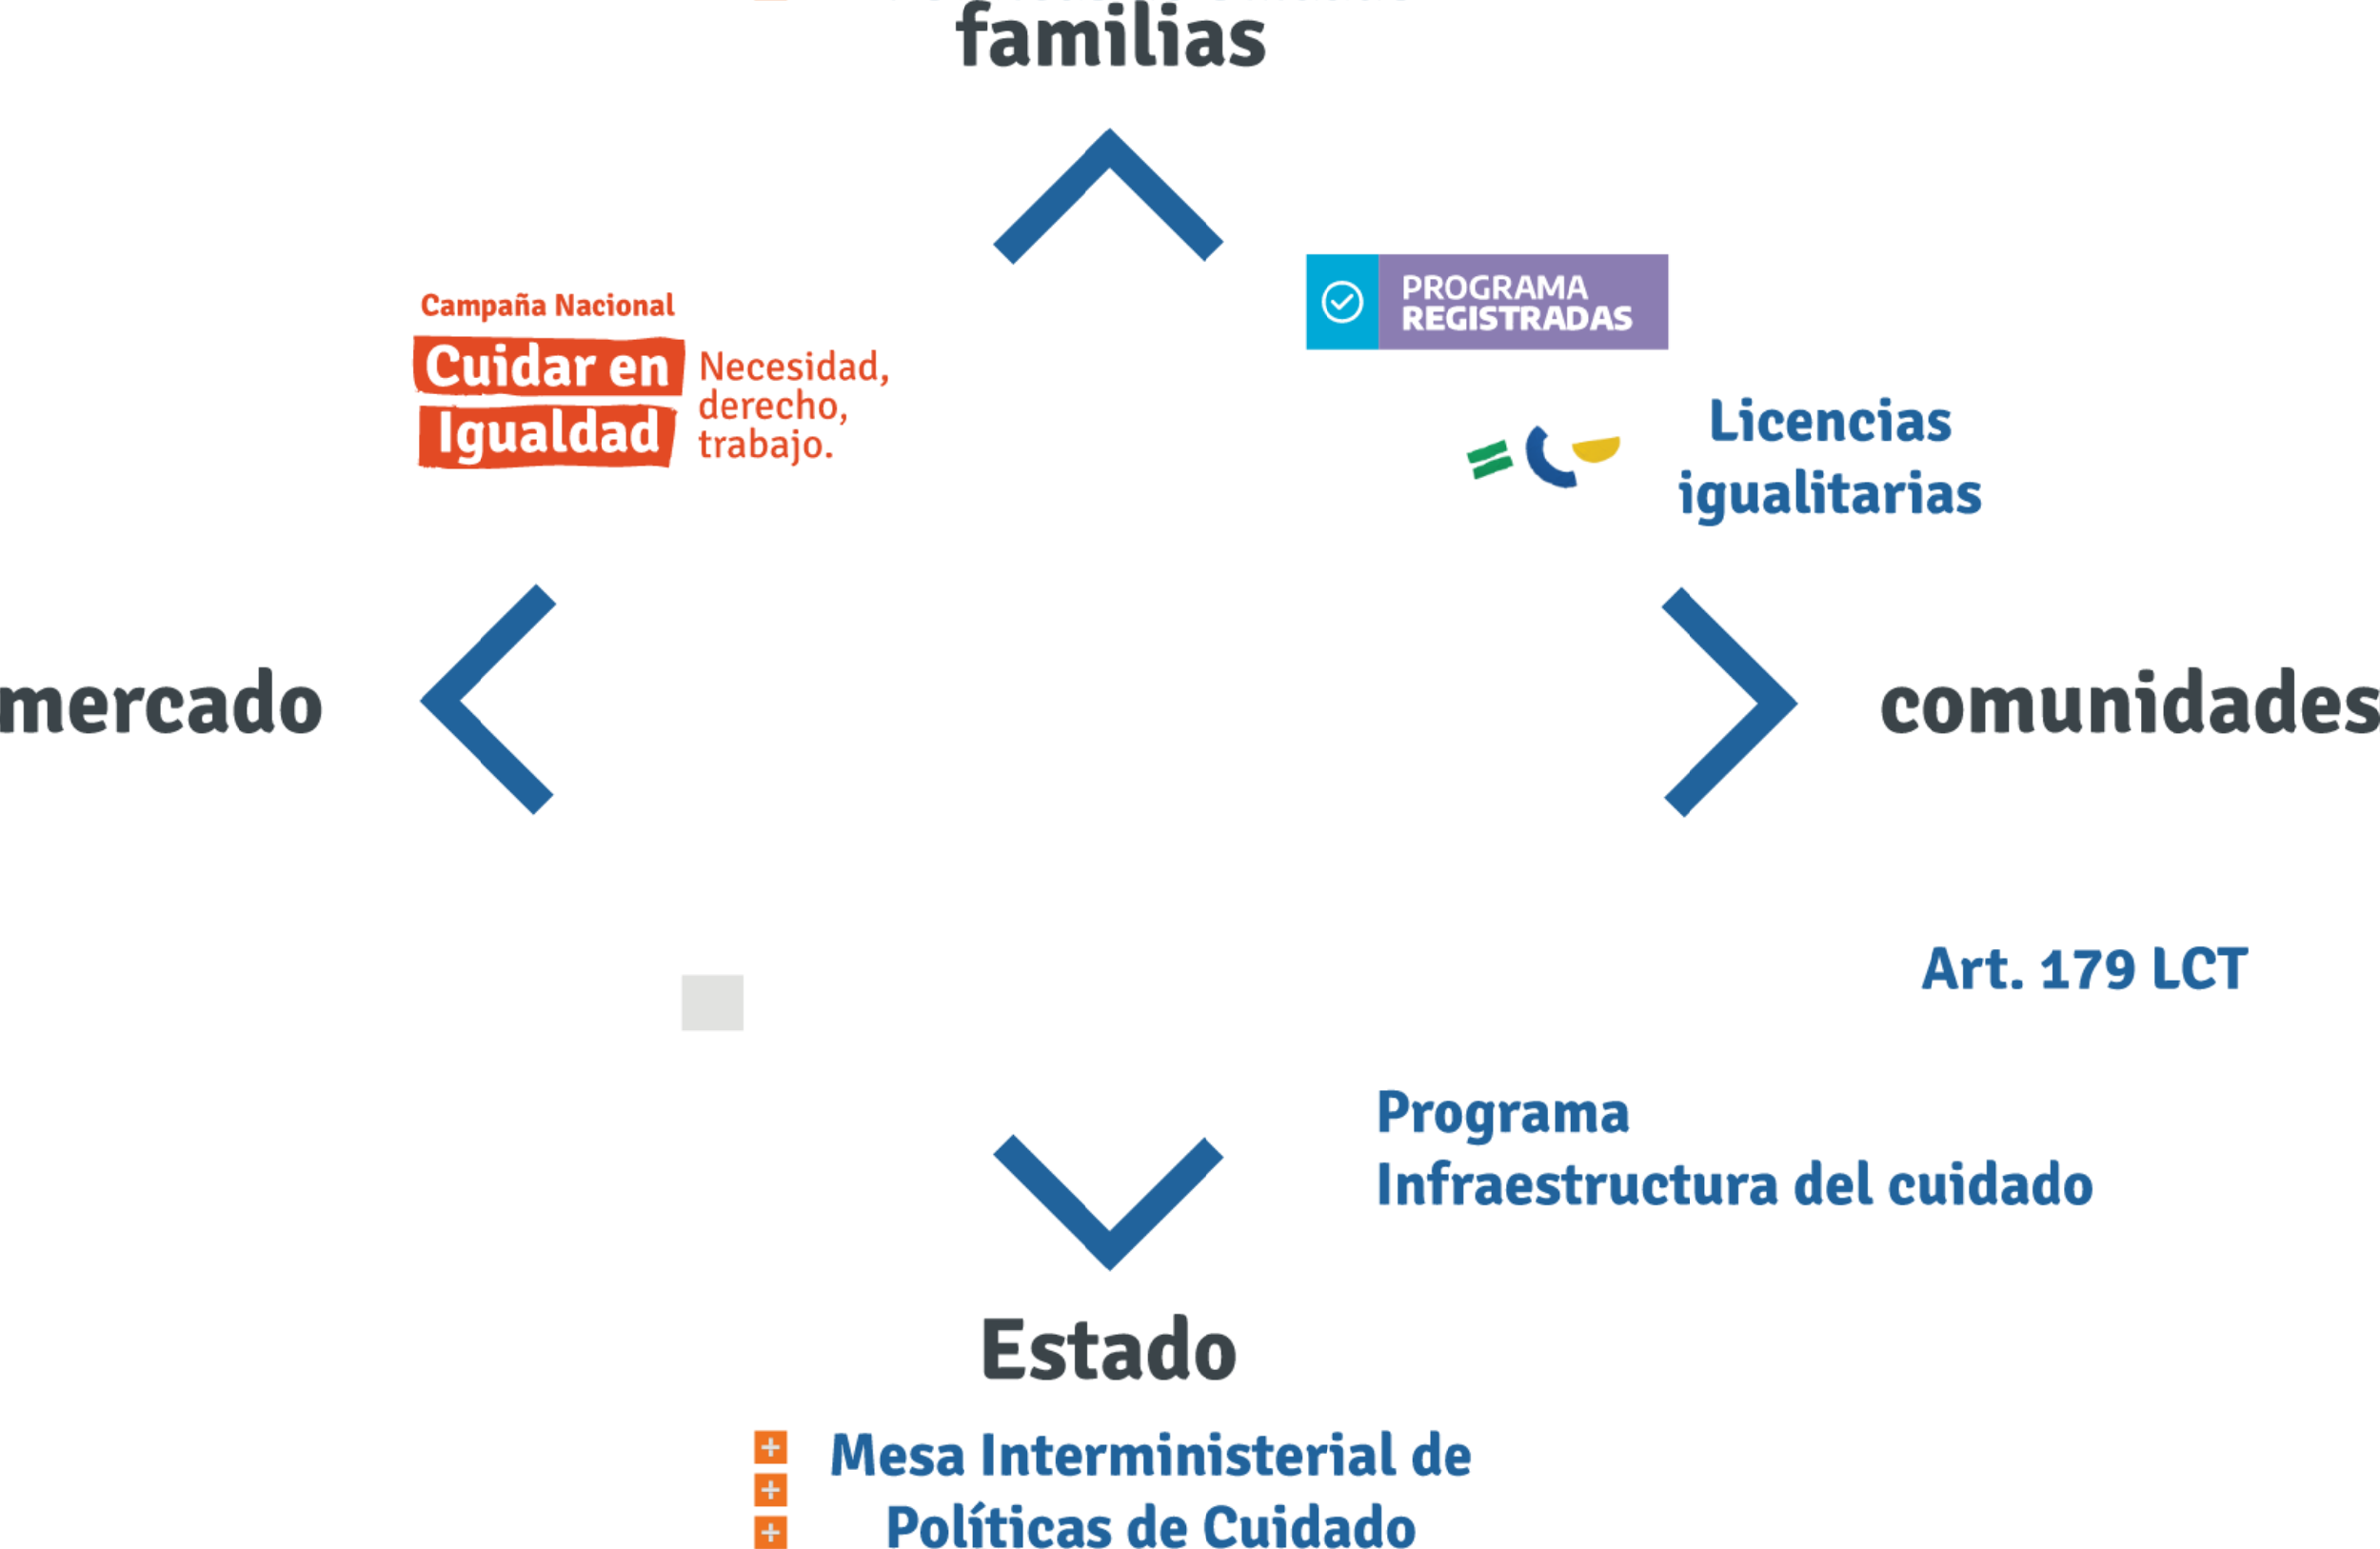 familias
Campaña Nacional
Cuidar en
Igualdad
Necesidad,
derecho,
trabajo.
PROGRAMA
REGISTRADAS
Licencias
igualitarias
mercado
comunidades
Art. 179 LCT
Programa
Infraestructura del cuidado
Estado
Mesa Interministerial de
Políticas de Cuidado